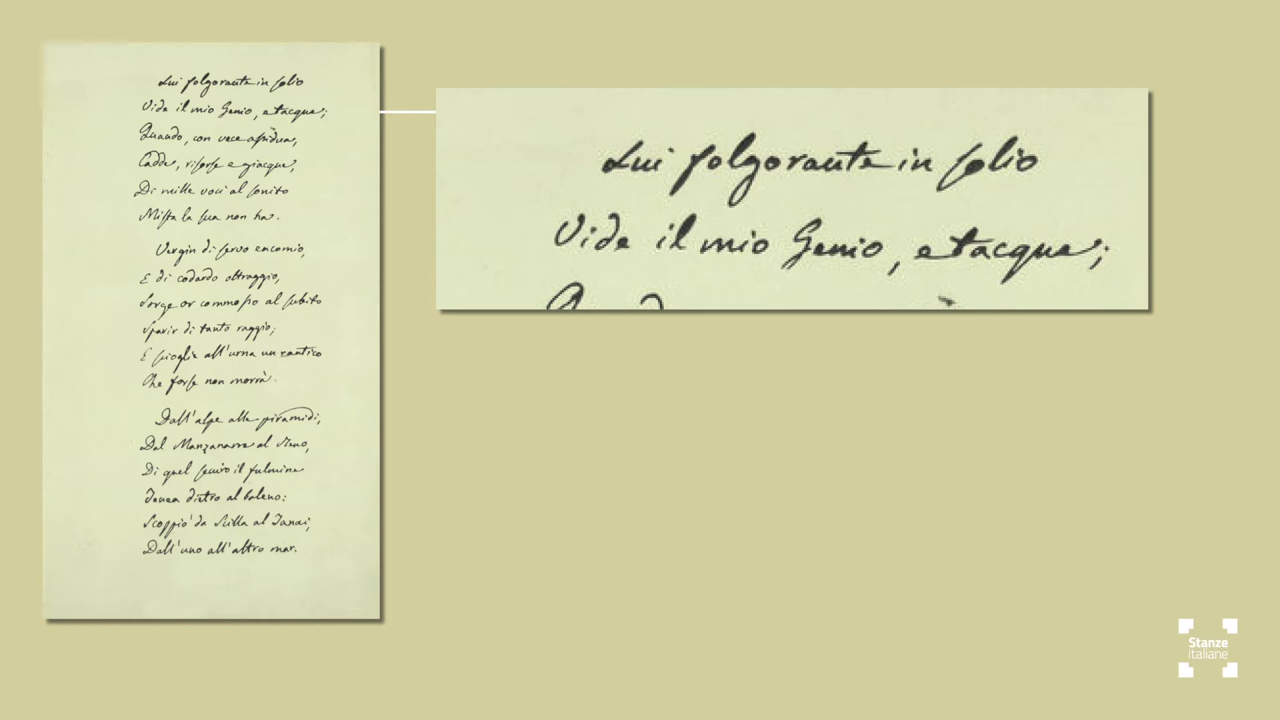 Lui folgorante in solio
Vide il mio Genio, e tacque;
Quando, con vece assidua,
Cadde, risorse e giacque,
Di mille voci al sonito
Mista la sua non ha.
Vergin di servo encomio,
E di codardo oltraggio,
Sorge or commosso al subito
Sparir di tanto raggio;
E scioglie all'urna un cantico
Che forse non morrà.
Dall'alpe alle piramidi,
Dal Manzanarre al Reno,
Di quel securo il fulmine
Tenea dietro al baleno:
Scoppiò da Scilla al Tanai,
Dall'uno all'altro mar.
Lui folgorante in solio
Vide il mio Genio, e tacque;
Stanze
italiane